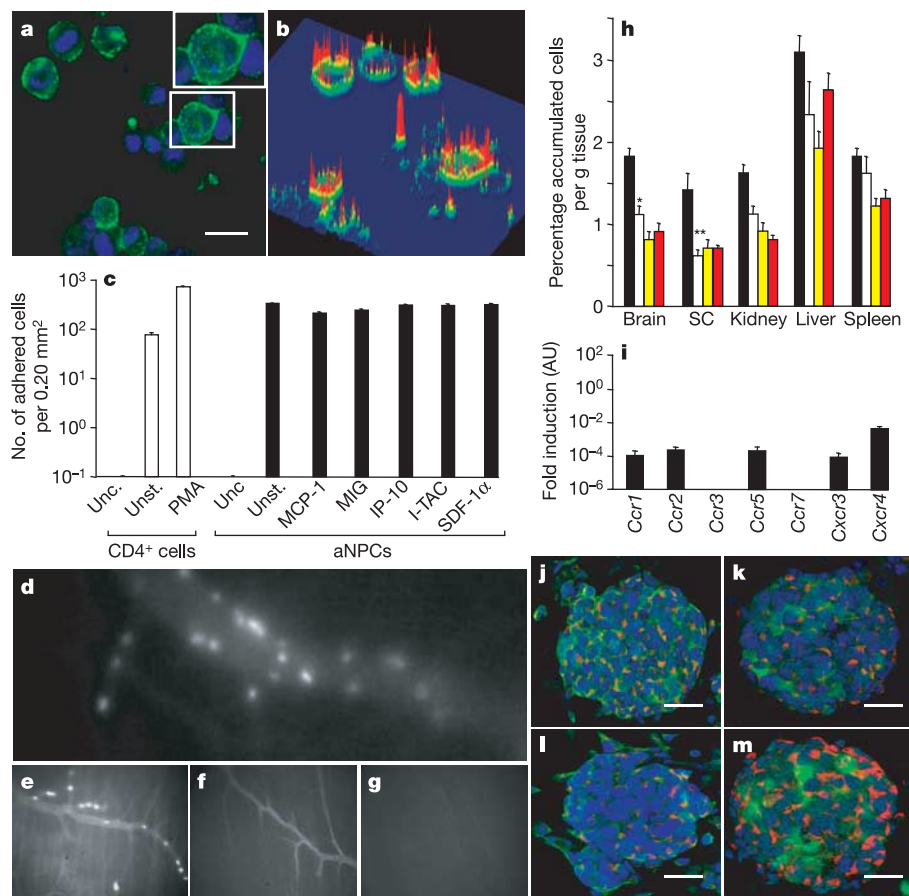 a
b
c
No. of adhered cells
per 0.20 mm²
10³
10²
10¹
10⁰
10⁻¹
Unc.
Unst.
PMA
Unc
Unst.
MCP-1
MIG
IP-10
I-TAC
SDF-1α
CD4⁺ cells
aNPCs
d
e
f
g
h
Percentage accumulated cells
per g tissue
3
2
1
0
*
**
Brain
SC
Kidney
Liver
Spleen
i
Fold induction (AU)
10²
10⁰
10⁻²
10⁻⁴
10⁻⁶
Ccr1
Ccr2
Ccr3
Ccr5
Ccr7
Cxcr3
Cxcr4
j
k
l
m